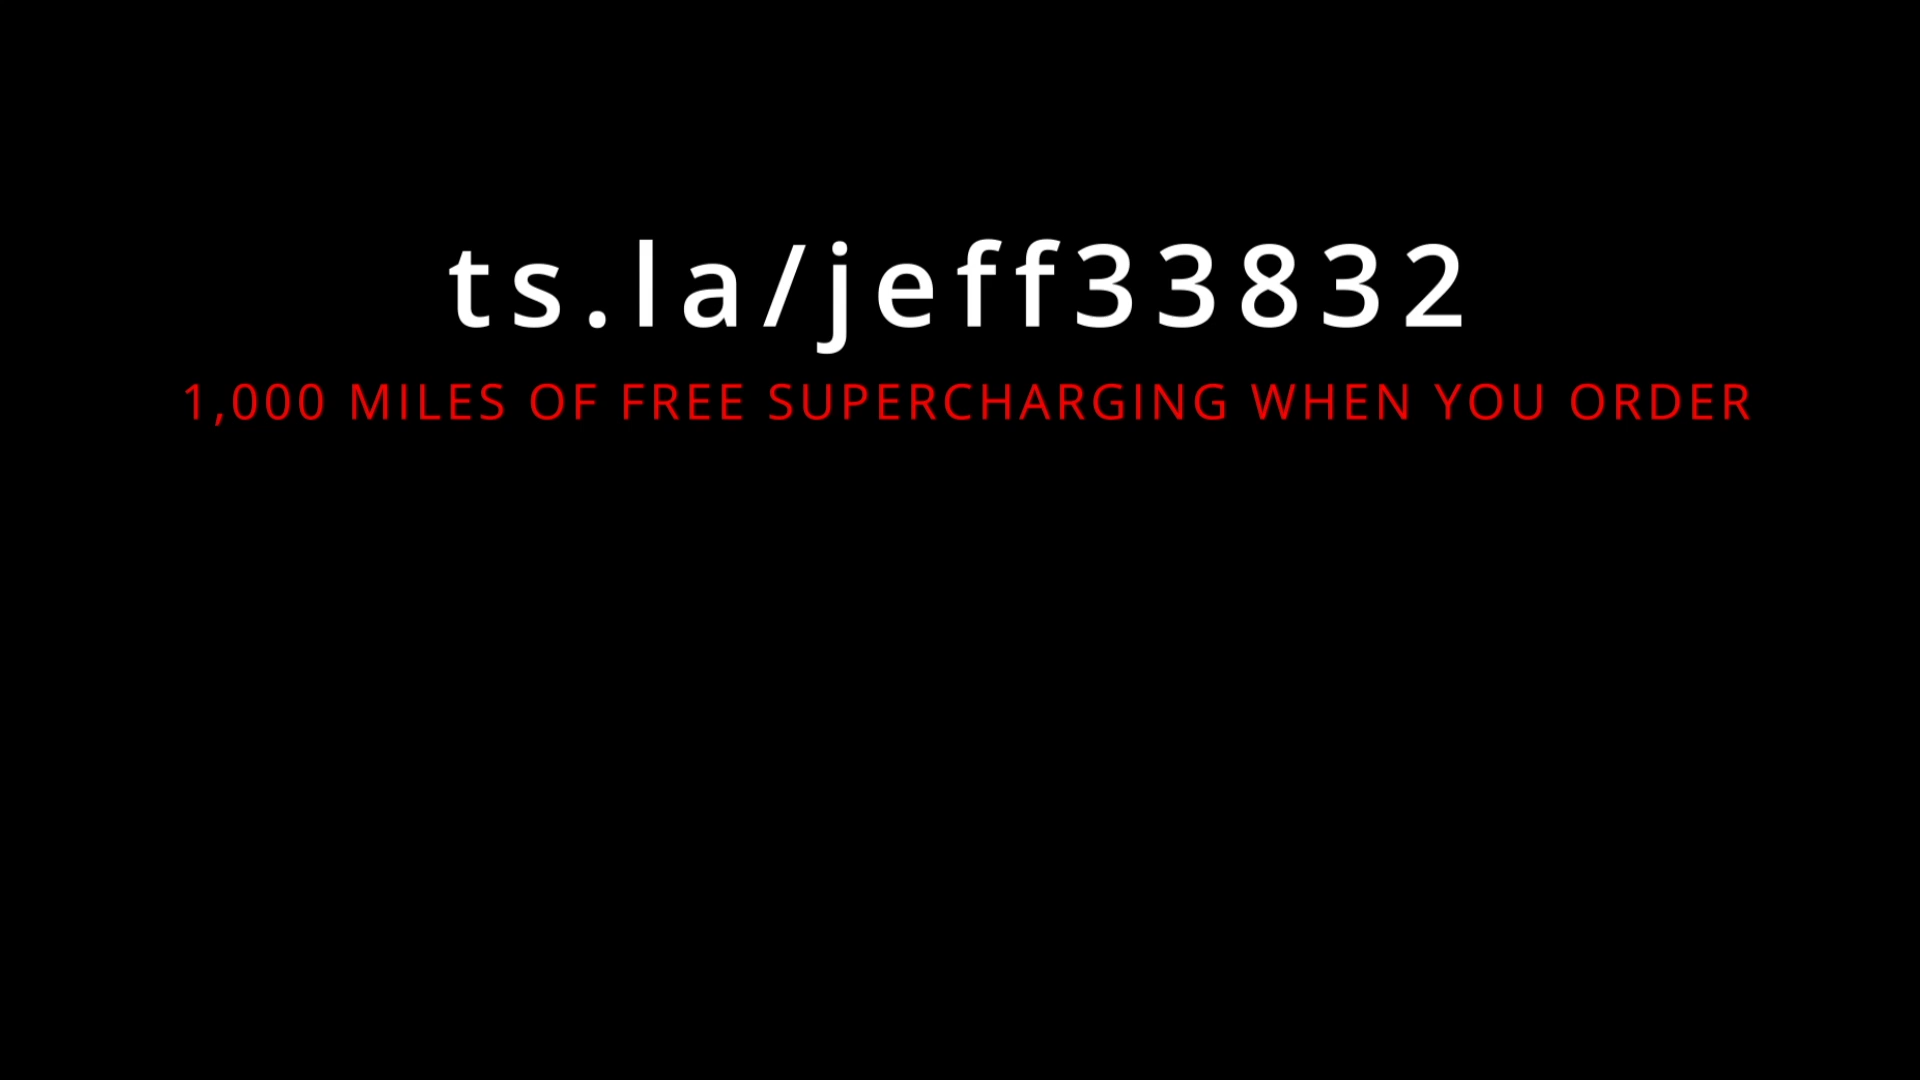 ts.la/jeff33832
1,000 MILES OF FREE SUPERCHARGING WHEN YOU ORDER